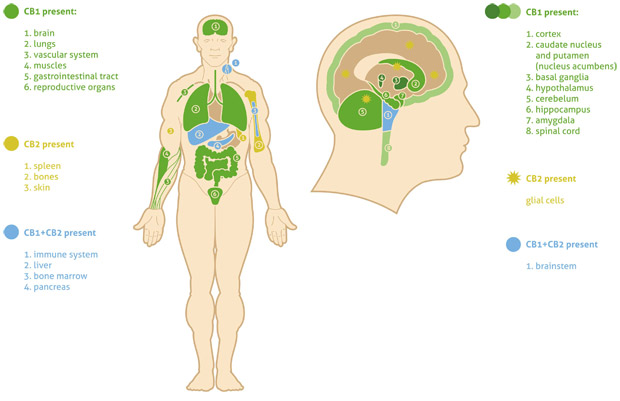 CB1 present:
1. brain
2. lungs
3. vascular system
4. muscles
5. gastrointestinal tract
6. reproductive organs
CB2 present
1. spleen
2. bones
3. skin
CB1+CB2 present
1. immune system
2. liver
3. bone marrow
4. pancreas
CB1 present:
1. cortex
2. caudate nucleus
and putamen
(nucleus acumbens)
3. basal ganglia
4. hypothalamus
5. cerebelum
6. hippocampus
7. amygdala
8. spinal cord
CB2 present
glial cells
CB1+CB2 present
1. brainstem